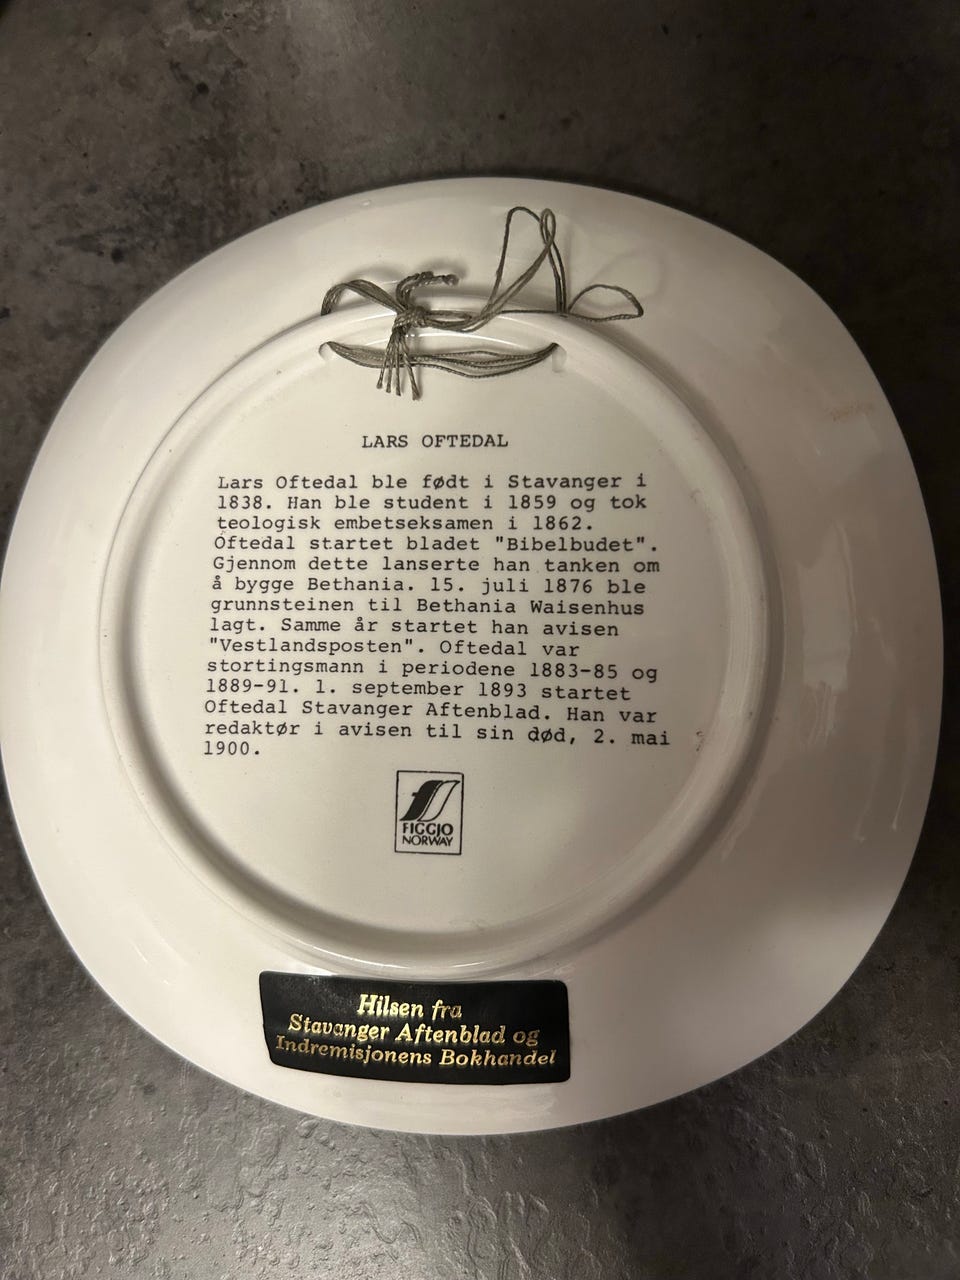 LARS OFTEDAL
Lars Oftedal ble født i Stavanger i
1838. Han ble student i 1859 og tok
teologisk embetseksamen i 1862.
Oftedal startet bladet "Bibelbudet".
Gjennom dette lanserte han tanken om
å bygge Bethania. 15. juli 1876 ble
grunnsteinen til Bethania Waisenhus
lagt. Samme år startet han avisen
"Vestlandsposten". Oftedal var
stortingsmann i periodene 1883-85 og
1889-91. 1. september 1893 startet
Oftedal Stavanger Aftenblad. Han var
redaktør i avisen til sin død, 2. mai
1900.
FIGGJO
NORWAY
Hilsen fra
Stavanger Aftenblad og
Indremisjonens Bokhandel